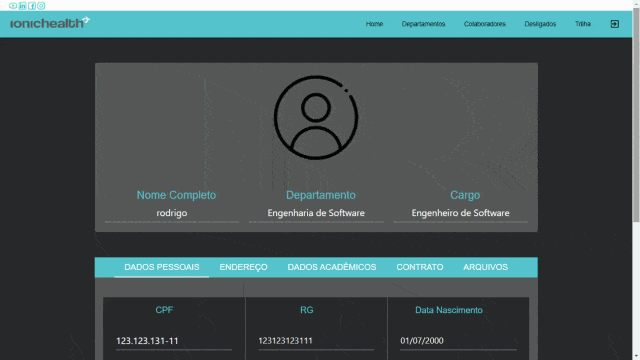 ionichealth
Home Departamentos Colaboradores Desligados Trilha
Nome Completo Departamento Cargo
rodrigo Engenharia de Software Engenheiro de Software
DADOS PESSOAIS ENDEREÇO DADOS ACADÊMICOS CONTRATO ARQUIVOS
CPF RG Data Nascimento
123.123.131-11 123123123111 01/07/2000